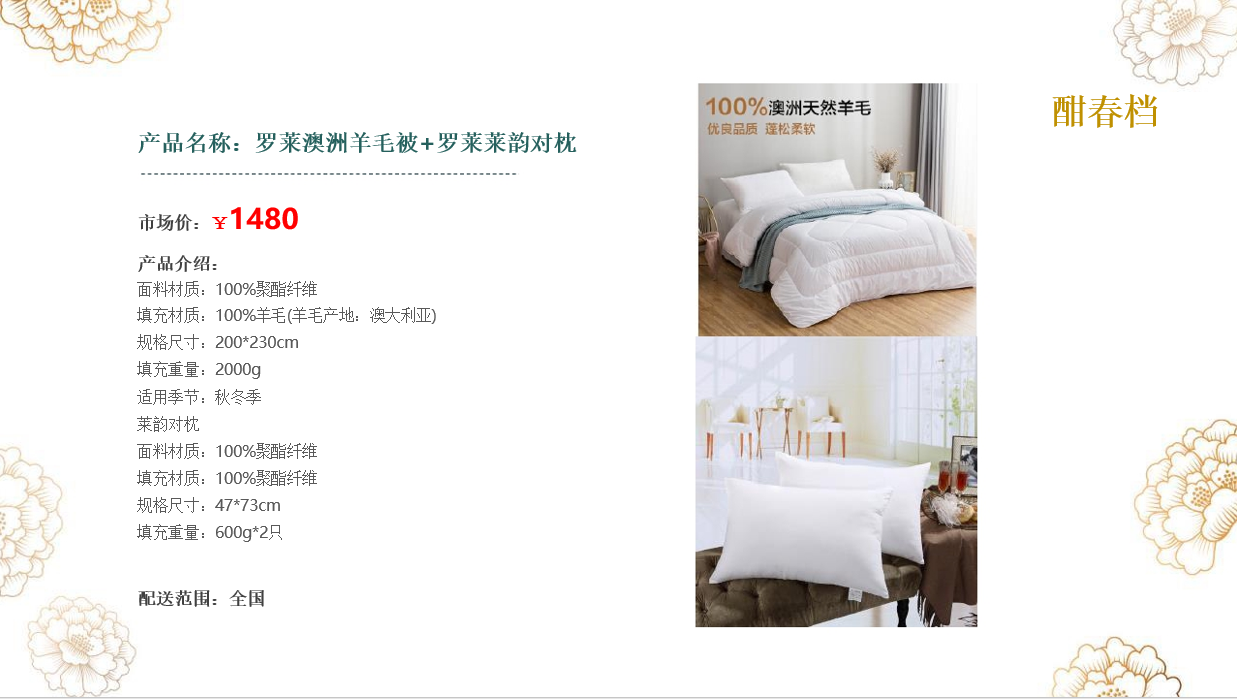 酣春档
产品名称：罗莱澳洲羊毛被+罗莱莱韵对枕
市场价：¥1480
产品介绍：
面料材质：100%聚酯纤维
填充材质：100%羊毛(羊毛产地：澳大利亚)
规格尺寸：200*230cm
填充重量：2000g
适用季节：秋冬季
莱韵对枕
面料材质：100%聚酯纤维
填充材质：100%聚酯纤维
规格尺寸：47*73cm
填充重量：600g*2只
配送范围：全国
100%澳洲天然羊毛
优良品质 蓬松柔软